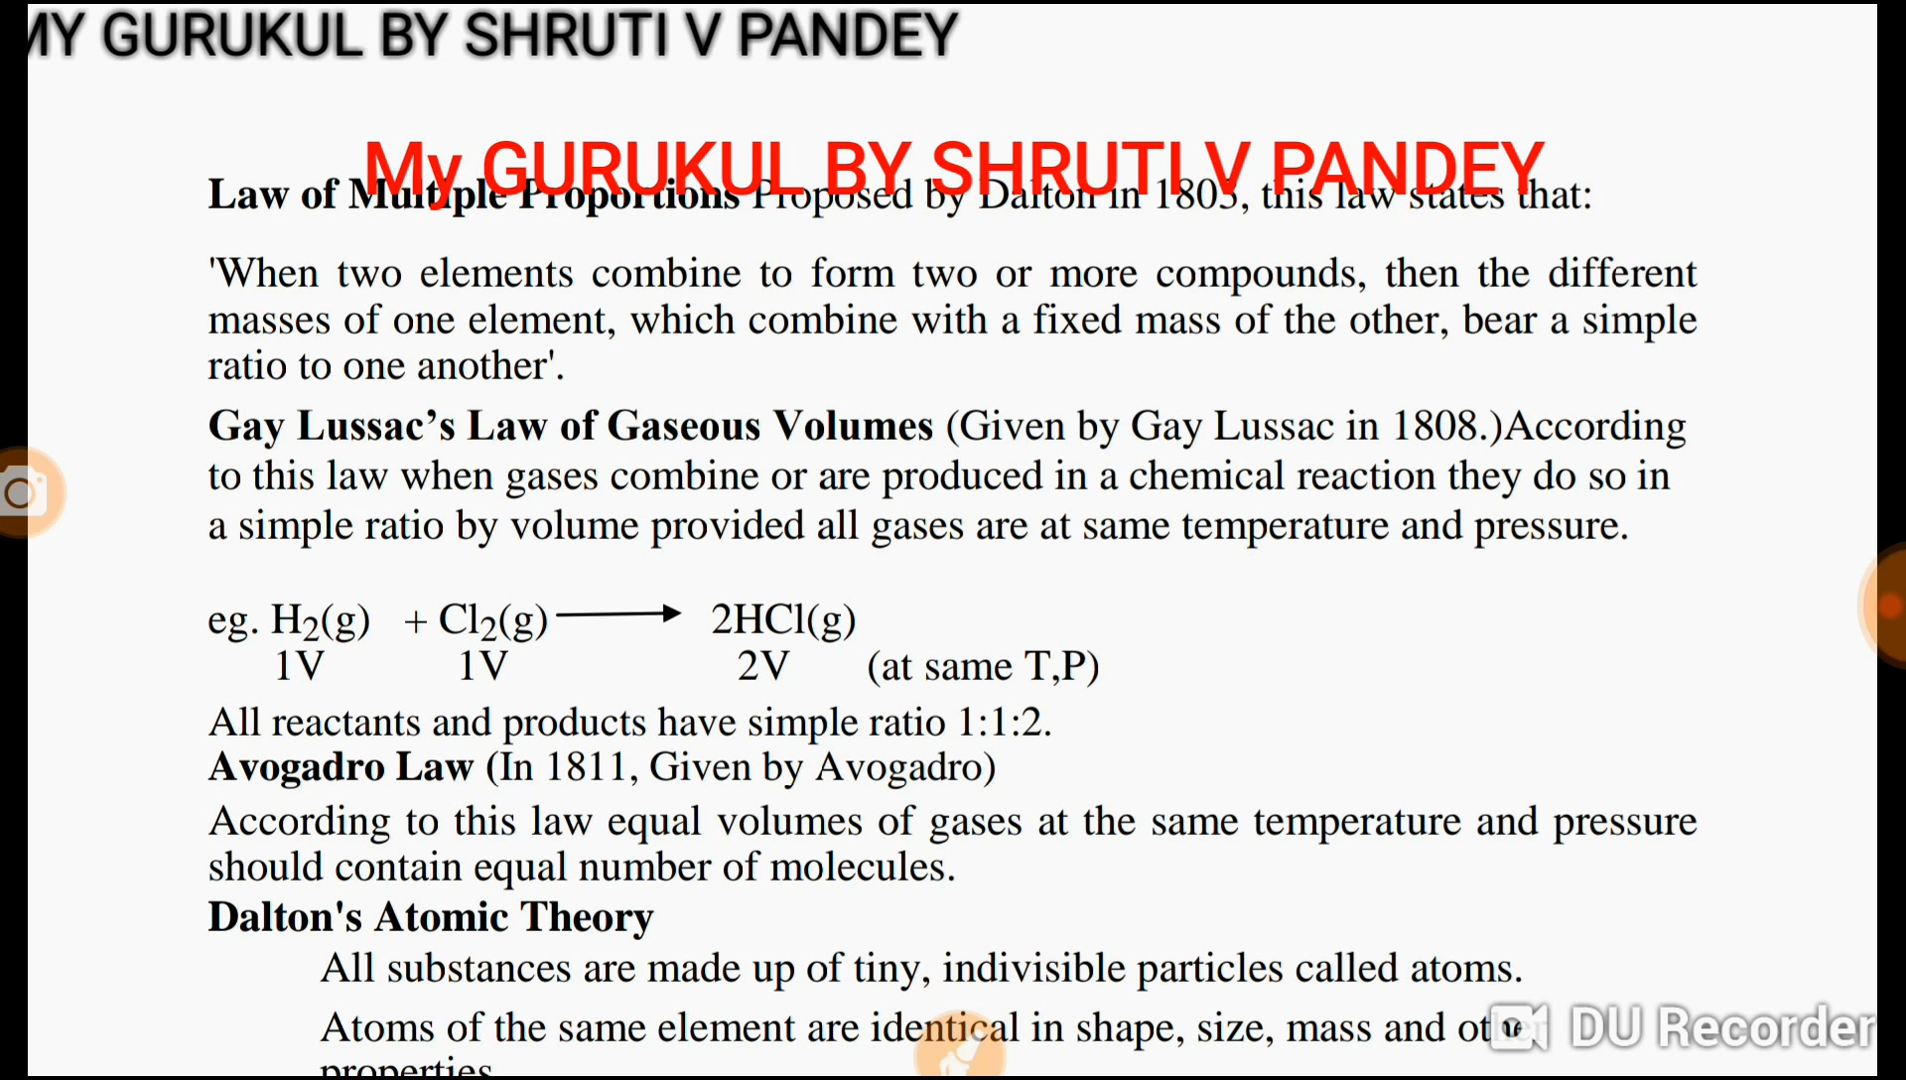 MY GURUKUL BY SHRUTI V PANDEY
My GURUKUL BY SHRUTI V PANDEY
Law of Multiple Proportions Proposed by Dalton in 1803, this law states that:
'When two elements combine to form two or more compounds, then the different
masses of one element, which combine with a fixed mass of the other, bear a simple
ratio to one another'.
Gay Lussac’s Law of Gaseous Volumes (Given by Gay Lussac in 1808.)According
to this law when gases combine or are produced in a chemical reaction they do so in
a simple ratio by volume provided all gases are at same temperature and pressure.
eg. H₂(g) + Cl₂(g) ⟶ 2HCl(g)
1V 1V 2V (at same T,P)
All reactants and products have simple ratio 1:1:2.
Avogadro Law (In 1811, Given by Avogadro)
According to this law equal volumes of gases at the same temperature and pressure
should contain equal number of molecules.
Dalton's Atomic Theory
All substances are made up of tiny, indivisible particles called atoms.
Atoms of the same element are identical in shape, size, mass and other
properties
DU Recorder